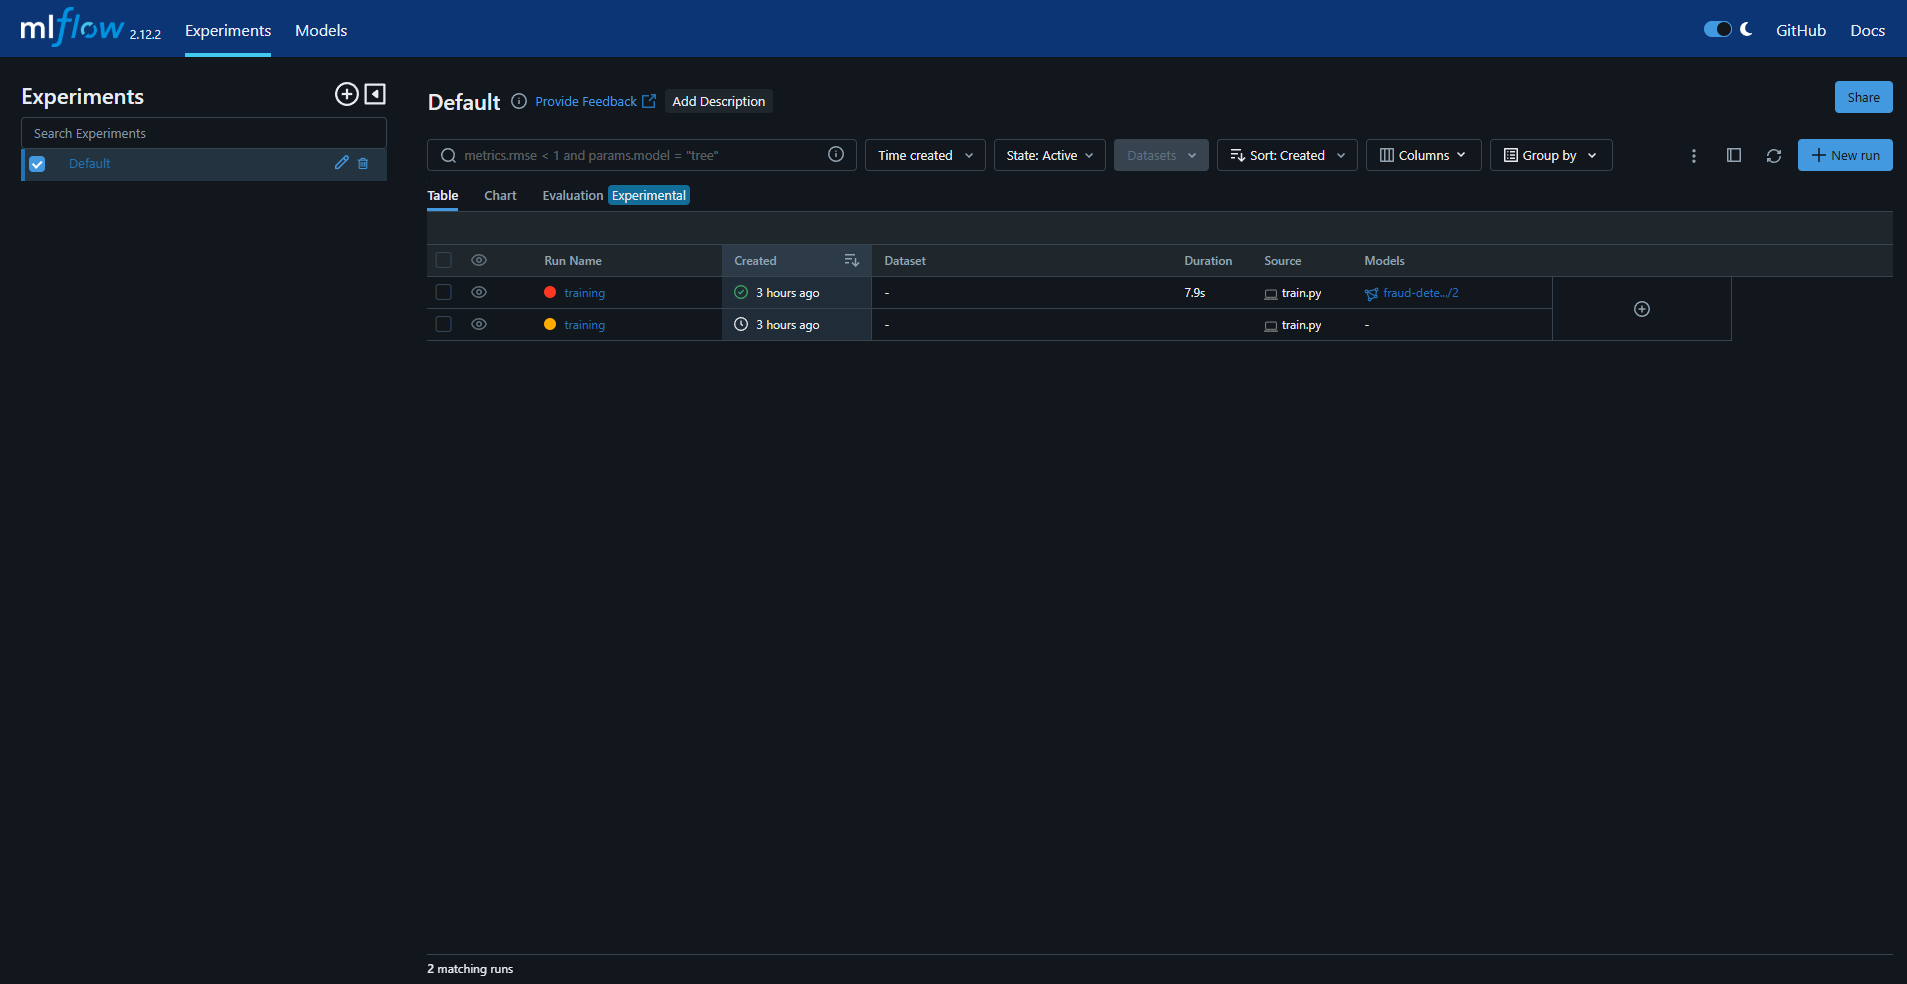 mlflow 2.12.2 Experiments Models GitHub Docs
Experiments
Search Experiments
Default
Default Provide Feedback Add Description Share
metrics.rmse < 1 and params.model = "tree" Time created State: Active Datasets Sort: Created Columns Group by New run
Table Chart Evaluation Experimental
Run Name Created Dataset Duration Source Models
training 3 hours ago - 7.9s train.py fraud-dete.../2
training 3 hours ago - train.py -
2 matching runs